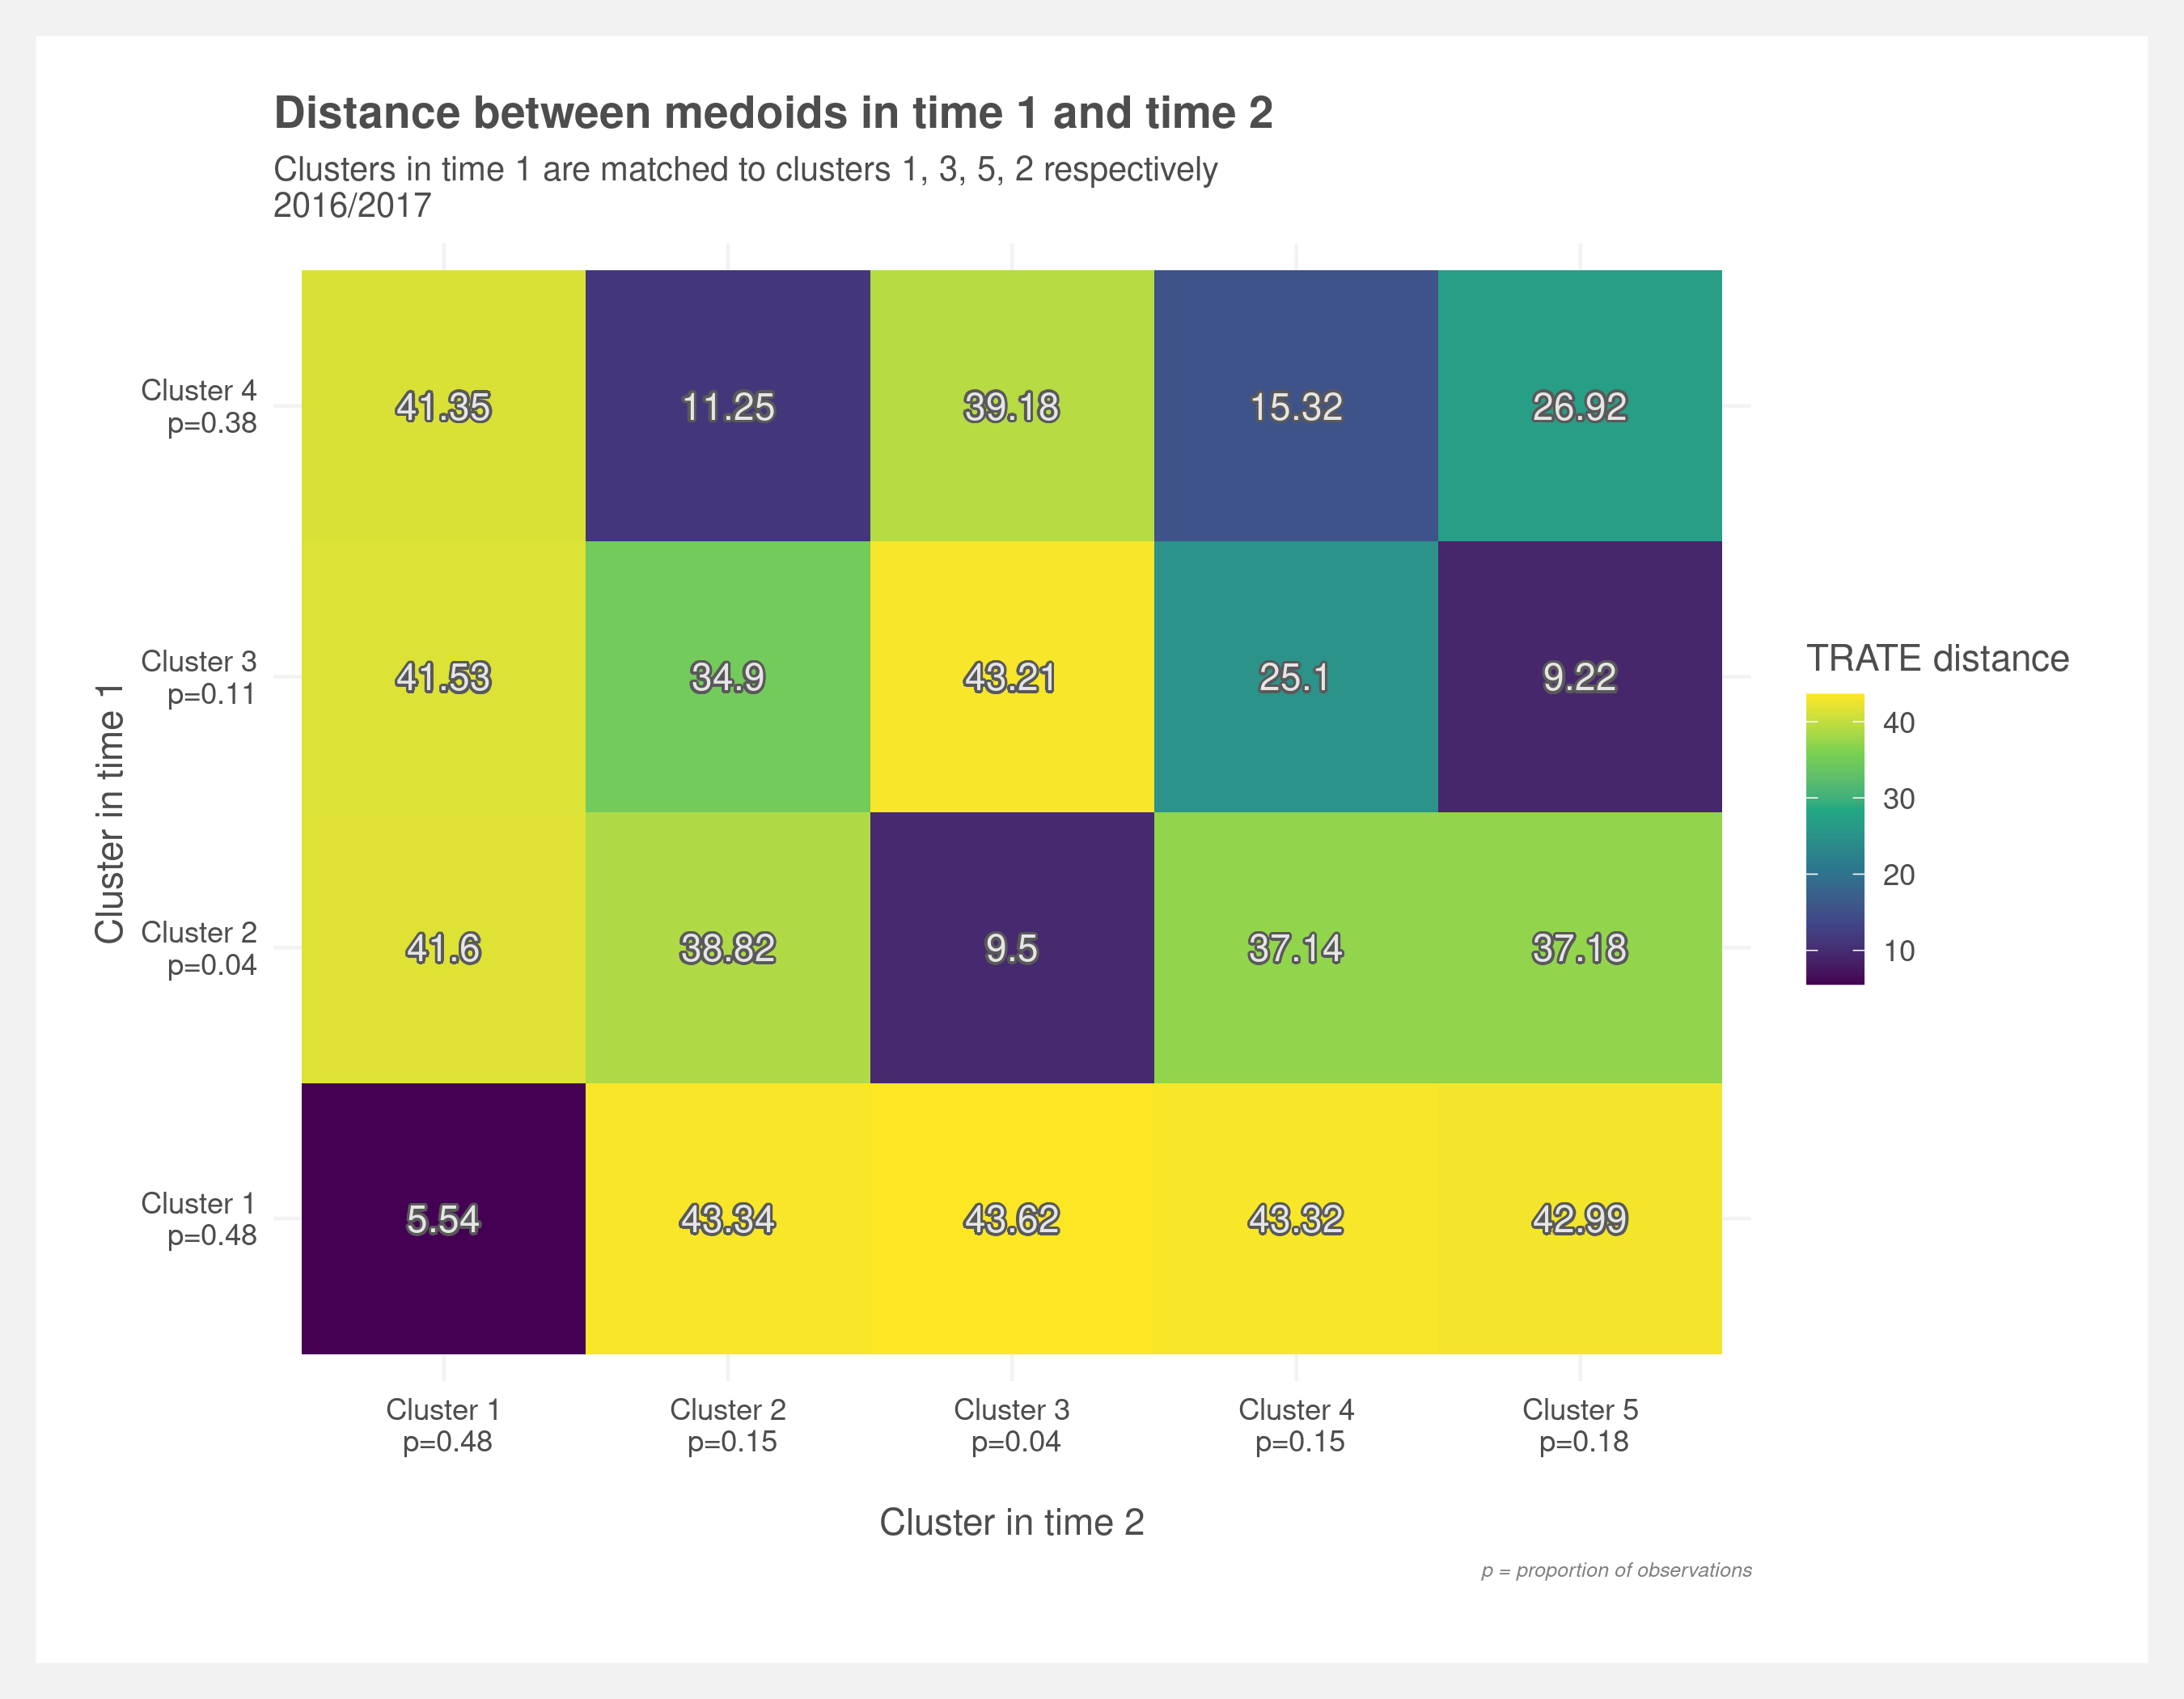 Distance between medoids in time 1 and time 2
Clusters in time 1 are matched to clusters 1, 3, 5, 2 respectively
2016/2017
Cluster in time 1
Cluster 4
p=0.38
41.35 11.25 39.18 15.32 26.92
Cluster 3
p=0.11
41.53 34.9 43.21 25.1 9.22
Cluster 2
p=0.04
41.6 38.82 9.5 37.14 37.18
Cluster 1
p=0.48
5.54 43.34 43.62 43.32 42.99
Cluster 1 Cluster 2 Cluster 3 Cluster 4 Cluster 5
p=0.48 p=0.15 p=0.04 p=0.15 p=0.18
Cluster in time 2
TRATE distance
40
30
20
10
p = proportion of observations